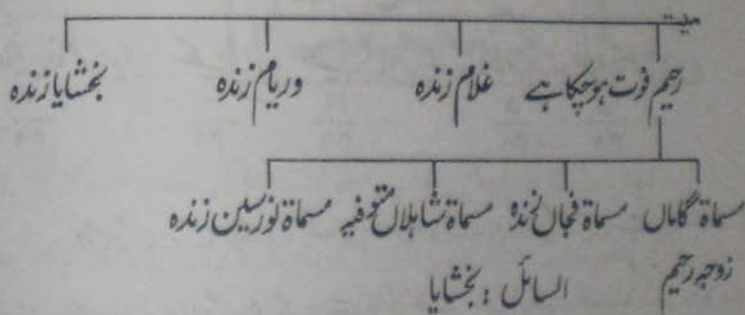 میت
رحیم فوت ہوچکا ہے غلام زندہ وریام زندہ بخشایا زندہ
مسماۃ گاماں مسماۃ فجاں زندہ مسماۃ شاہلاں متوفیہ مسماۃ نورسین زندہ
زوجہ رحیم السائل : بخشایا